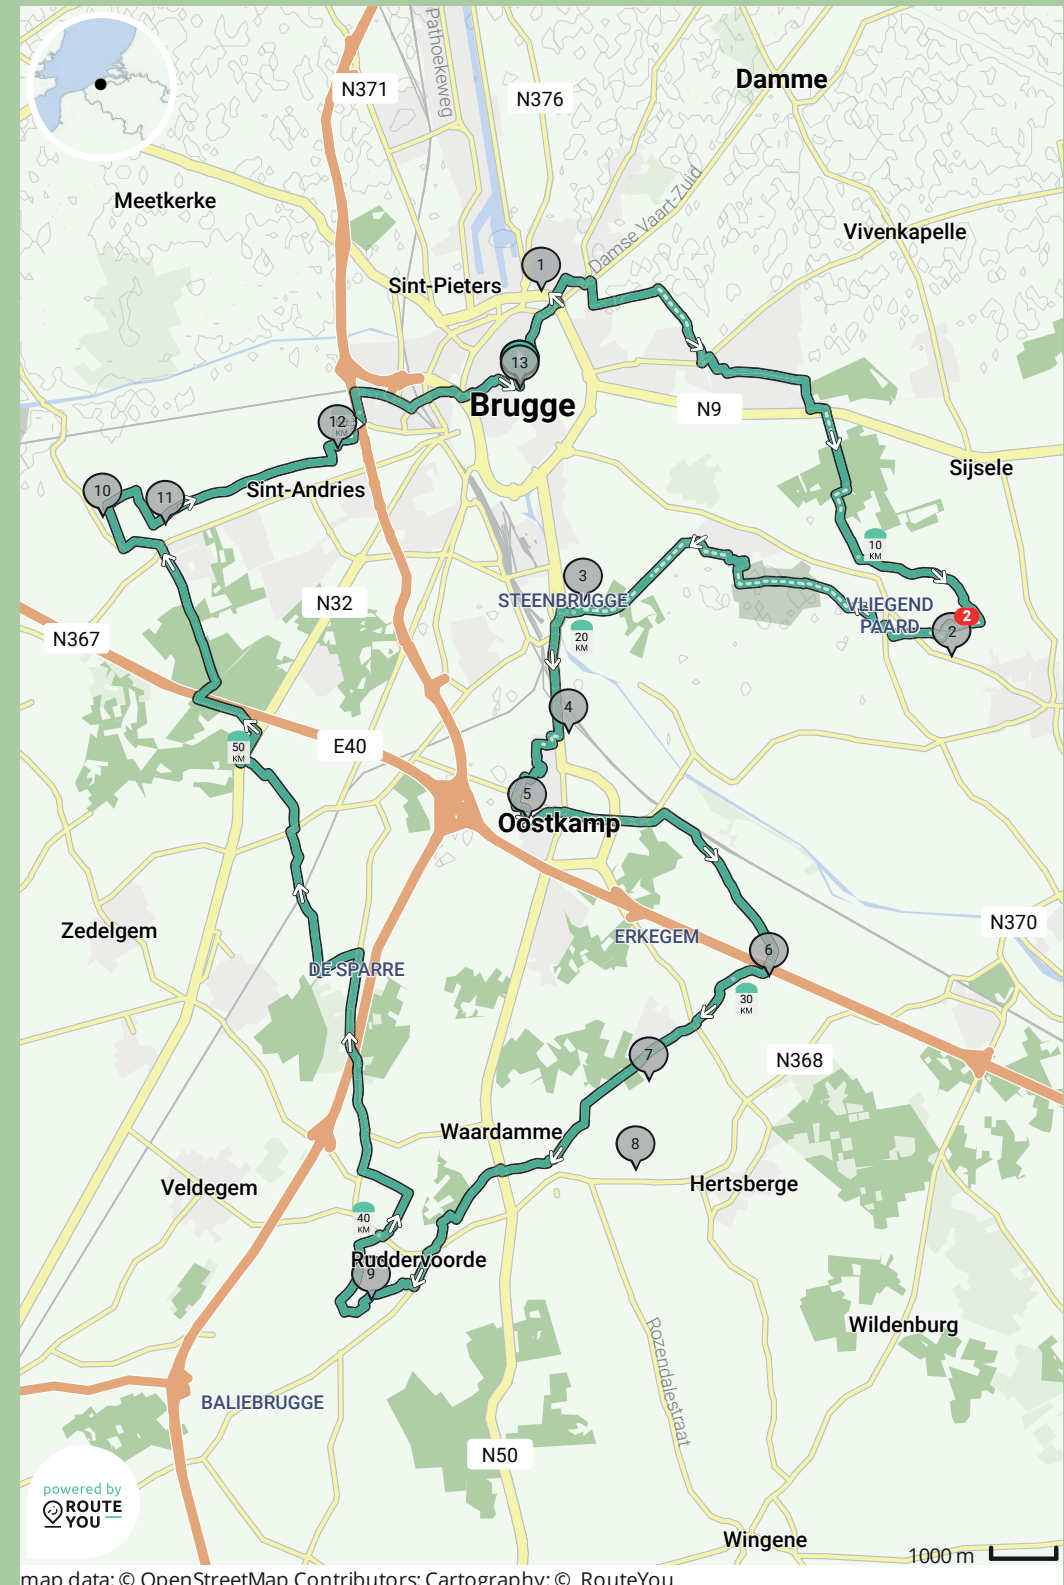 Pathoekeweg
Damme
N371
N376
Damse Vaart-Zuid
Meetkerke
Vivenkapelle
1
Sint-Pieters
13
Brugge
N9
12
KM
Sijsele
10
11
Sint-Andries
10
KM
3
N32
STEENBRUGGE
VLIEGEND
PAARD
2
2
N367
20
KM
4
50
KM
E40
5
Oostkamp
Zedelgem
N370
ERKEGEM
6
DE SPARRE
30
KM
7
N368
Waardamme
8
Veldegem
Hertsberge
40
KM
Ruddervoorde
9
Wildenburg
Rozendalestraat
BALIEBRUGGE
N50
powered by
ROUTE
YOU
Wingene
1000 m
map data: © OpenStreetMap Contributors; Cartography: © RouteYou